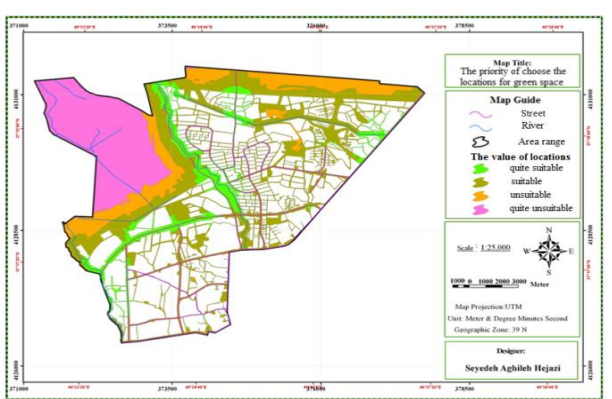 371000 373500 376000 378500
Map Title:
The priority of choose the
locations for green space
Map Guide
Street
River
Area range
The value of locations
quite suitable
suitable
unsuitable
quite unsuitable
N
W E
S
Scale : 1:25.000
1000 0 1000 2000 3000 Meter
Map Projection UTM
Unit: Meter & Degree Minutes Second
Geographic Zone: 39 N
Designer:
Seyedeh Aghileh Hejazi
4131000
4128500
4126000
4131000
4128500
4126000
371000 373500 376000 378500